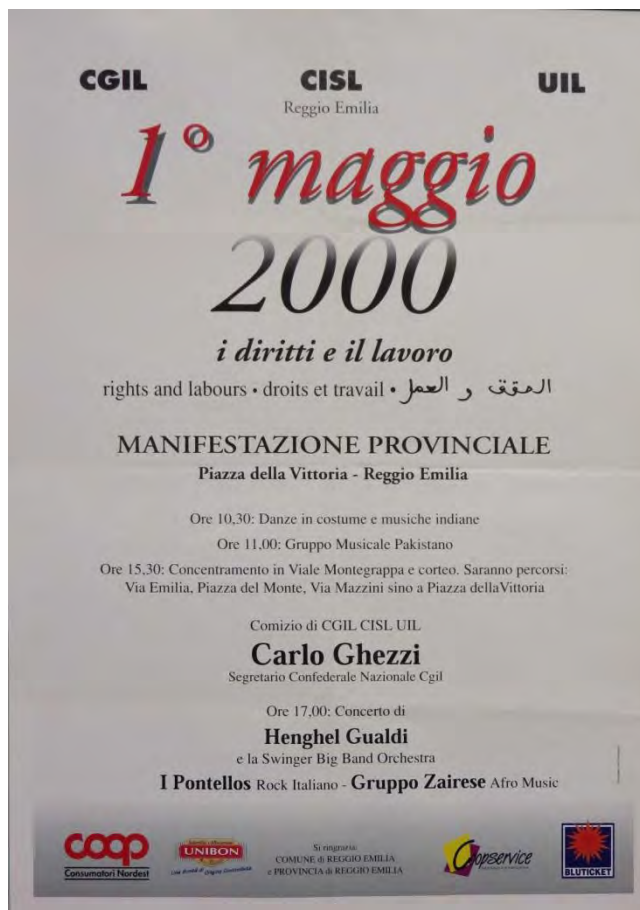 CGIL CISL UIL
Reggio Emilia
1° maggio
2000
i diritti e il lavoro
rights and labours • droits et travail • الحقق و العمل
MANIFESTAZIONE PROVINCIALE
Piazza della Vittoria - Reggio Emilia
Ore 10,30: Danze in costume e musiche indiane
Ore 11,00: Gruppo Musicale Pakistano
Ore 15,30: Concentramento in Viale Montegrappa e corteo. Saranno percorsi:
Via Emilia, Piazza del Monte, Via Mazzini sino a Piazza dellaVittoria
Comizio di CGIL CISL UIL
Carlo Ghezzi
Segretario Confederale Nazionale Cgil
Ore 17,00: Concerto di
Henghel Gualdi
e la Swinger Big Band Orchestra
I Pontellos Rock Italiano - Gruppo Zairese Afro Music
coop
Consumatori Nordest
UNIBON
Si ringrazia:
COMUNE di REGGIO EMILIA
e PROVINCIA di REGGIO EMILIA
Copservice
BLUTICKET